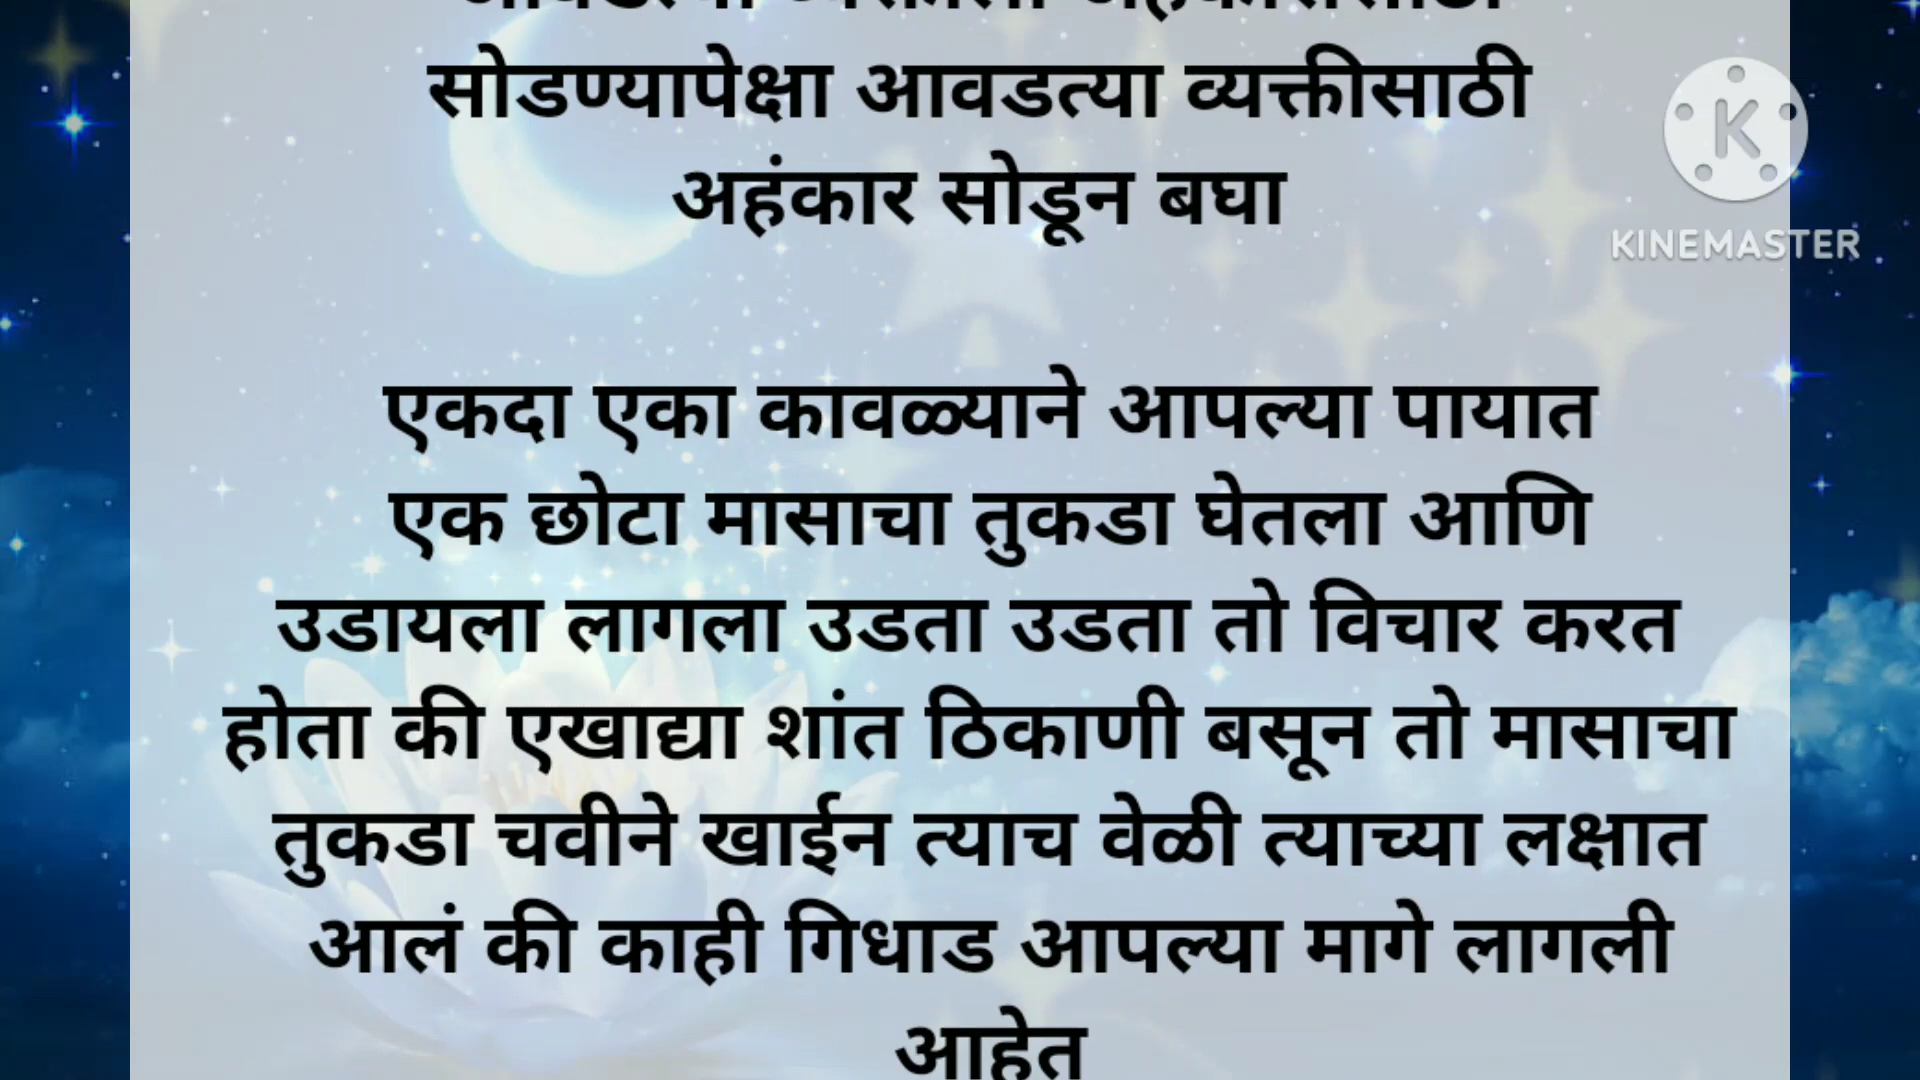 सोडण्यापेक्षा आवडत्या व्यक्तीसाठी
अहंकार सोडून बघा
KINEMASTER
एकदा एका कावळ्याने आपल्या पायात
एक छोटा मासाचा तुकडा घेतला आणि
उडायला लागला उडता उडता तो विचार करत
होता की एखाद्या शांत ठिकाणी बसून तो मासाचा
तुकडा चवीने खाईन त्याच वेळी त्याच्या लक्षात
आलं की काही गिधाड आपल्या मागे लागली
आहेत